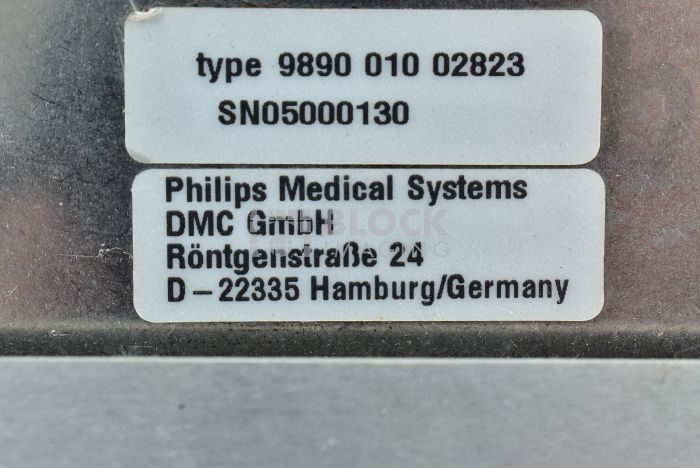 type 9890 010 02823
SN05000130
Philips Medical Systems
DMC GmbH
Röntgenstraße 24
D–22335 Hamburg/Germany